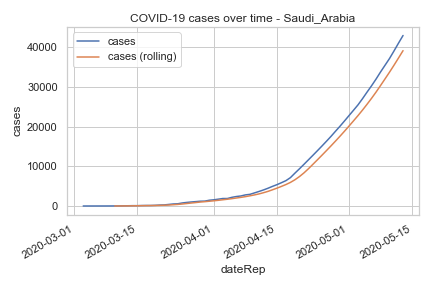 COVID-19 cases over time - Saudi_Arabia
cases
cases (rolling)
cases
40000
30000
20000
10000
0
2020-03-01
2020-03-15
2020-04-01
2020-04-15
2020-05-01
2020-05-15
dateRep